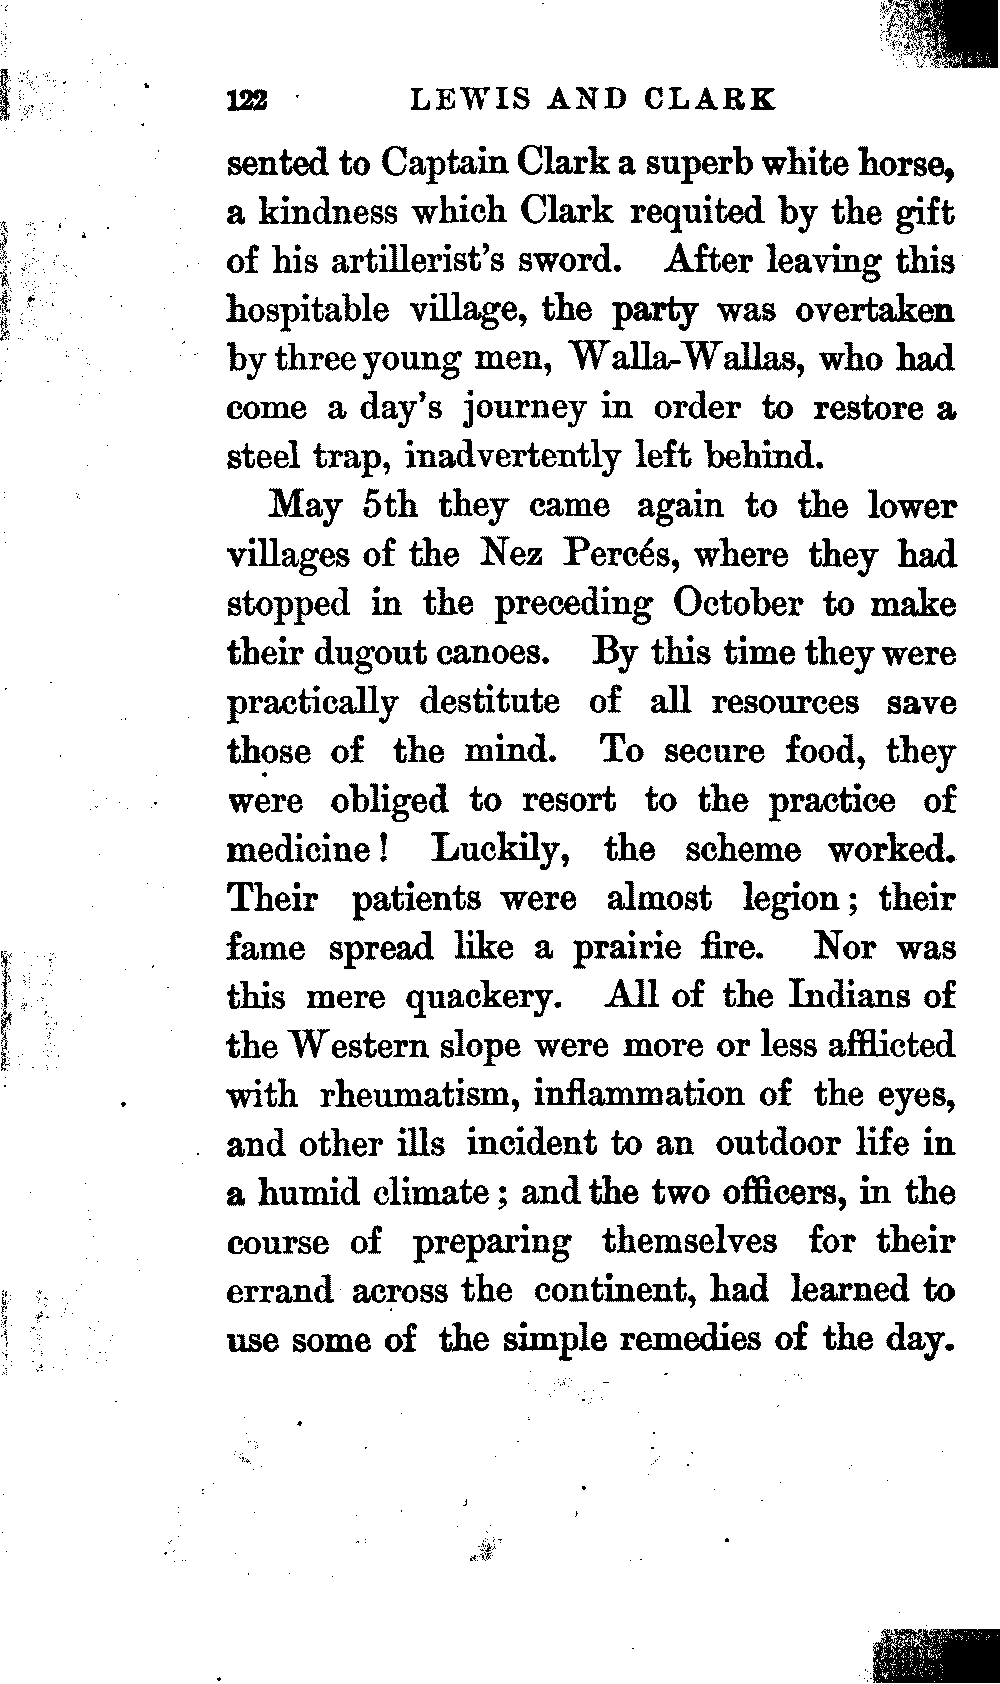 122 LEWIS AND CLARK
sented to Captain Clark a superb white horse,
a kindness which Clark requited by the gift
of his artillerist's sword. After leaving this
hospitable village, the party was overtaken
by three young men, Walla-Wallas, who had
come a day's journey in order to restore a
steel trap, inadvertently left behind.
May 5th they came again to the lower
villages of the Nez Percés, where they had
stopped in the preceding October to make
their dugout canoes. By this time they were
practically destitute of all resources save
those of the mind. To secure food, they
were obliged to resort to the practice of
medicine! Luckily, the scheme worked.
Their patients were almost legion; their
fame spread like a prairie fire. Nor was
this mere quackery. All of the Indians of
the Western slope were more or less afflicted
with rheumatism, inflammation of the eyes,
and other ills incident to an outdoor life in
a humid climate; and the two officers, in the
course of preparing themselves for their
errand across the continent, had learned to
use some of the simple remedies of the day.